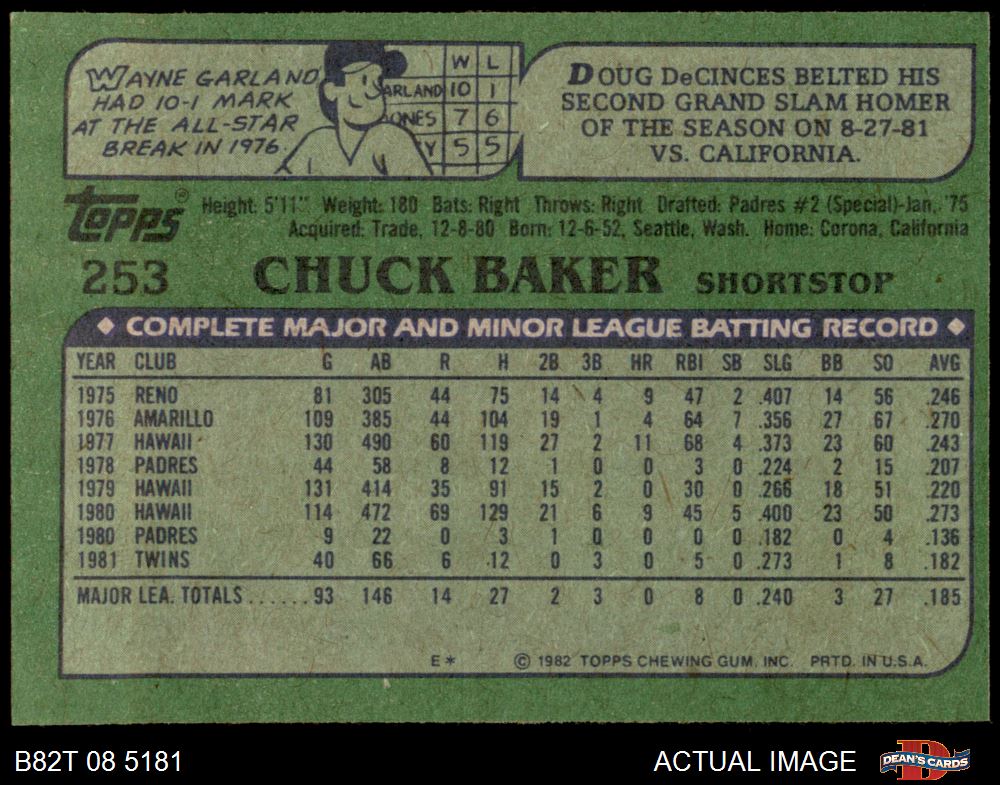 WAYNE GARLAND
HAD 10-1 MARK
AT THE ALL-STAR
BREAK IN 1976.
W L
ARLAND 10 1
ONES 7 6
Y 5 5
DOUG DeCINCES BELTED HIS
SECOND GRAND SLAM HOMER
OF THE SEASON ON 8-27-81
VS. CALIFORNIA.
topps®
Height: 5'11" Weight: 180 Bats: Right Throws: Right Drafted: Padres #2 (Special)-Jan, '75
Acquired: Trade, 12-8-80 Born: 12-6-52, Seattle, Wash. Home: Corona, California
253 CHUCK BAKER SHORTSTOP
◆ COMPLETE MAJOR AND MINOR LEAGUE BATTING RECORD ◆
YEAR CLUB G AB R H 2B 3B HR RBI SB SLG BB SO AVG
1975 RENO 81 305 44 75 14 4 9 47 2 .407 14 56 .246
1976 AMARILLO 109 385 44 104 19 1 4 64 7 .356 27 67 .270
1977 HAWAII 130 490 60 119 27 2 11 68 4 .373 23 60 .243
1978 PADRES 44 58 8 12 1 0 0 3 0 .224 2 15 .207
1979 HAWAII 131 414 35 91 15 2 0 30 0 .266 18 51 .220
1980 HAWAII 114 472 69 129 21 6 9 45 5 .400 23 50 .273
1980 PADRES 9 22 0 3 1 0 0 0 0 .182 0 4 .136
1981 TWINS 40 66 6 12 0 3 0 5 0 .273 1 8 .182
MAJOR LEA. TOTALS ...... 93 146 14 27 2 3 0 8 0 .240 3 27 .185
E* © 1982 TOPPS CHEWING GUM, INC. PRTD. IN U.S.A.
B82T 08 5181 ACTUAL IMAGE D DEAN'S CARDS